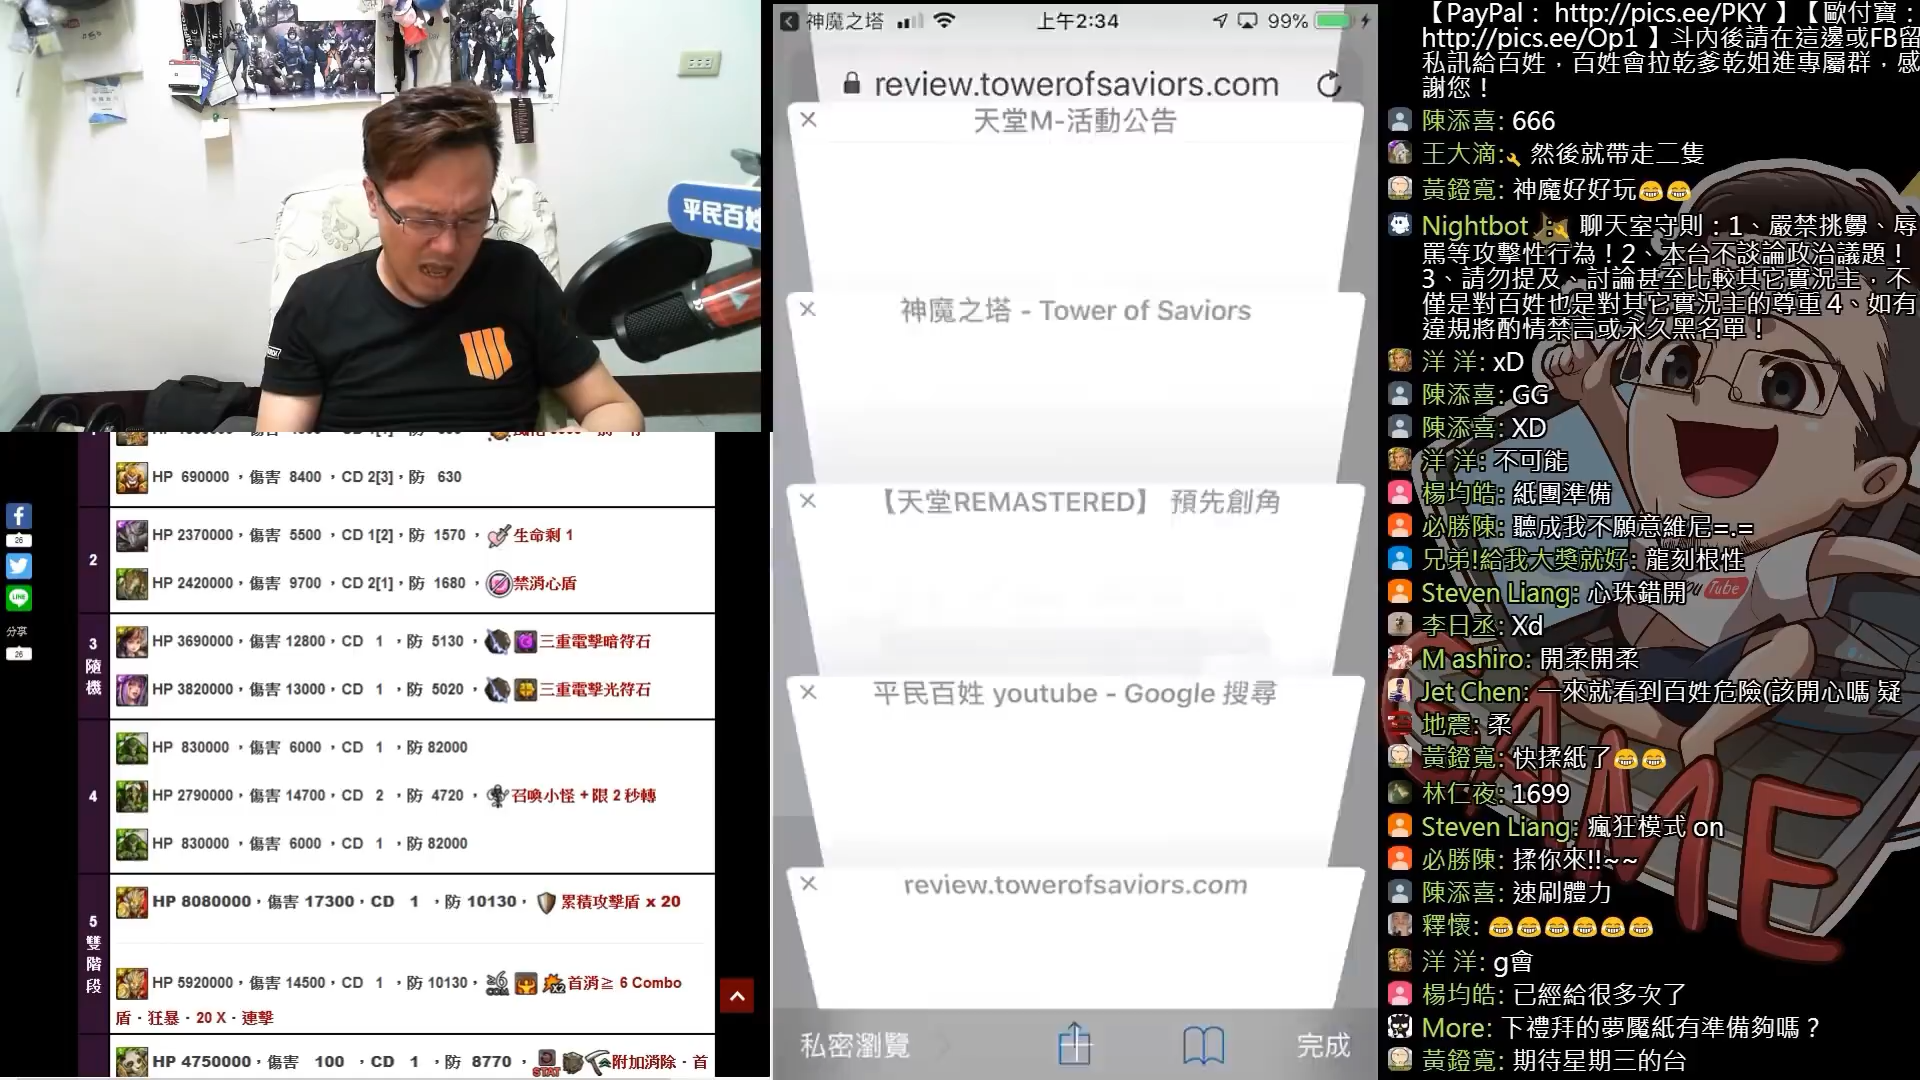 平民百姓
HP 690000，傷害 8400 ，CD 2[3]，防 630
2
HP 2370000，傷害 5500 ，CD 1[2]，防 1570 ，生命剩 1
HP 2420000，傷害 9700 ，CD 2[1]，防 1680 ，禁消心盾
3
隨
機
HP 3690000，傷害 12800，CD 1 ，防 5130 ，三重電擊暗符石
HP 3820000，傷害 13000，CD 1 ，防 5020 ，三重電擊光符石
4
HP 830000，傷害 6000，CD 1 ，防 82000
HP 2790000，傷害 14700，CD 2 ，防 4720 ，召喚小怪 + 限 2 秒轉
HP 830000，傷害 6000，CD 1 ，防 82000
5
雙
階
段
HP 8080000，傷害 17300，CD 1 ，防 10130，累積攻擊盾 x 20
HP 5920000，傷害 14500，CD 1 ，防 10130，≥6 COM X2 首消≧ 6 Combo
盾．狂暴．20 X．連擊
HP 4750000，傷害 100 ，CD 1 ，防 8770 ，STAT 附加消除．首
26
LINE
分享
26
神魔之塔
上午2:34
99%
review.towerofsaviors.com
天堂M-活動公告
神魔之塔 - Tower of Saviors
【天堂REMASTERED】 預先創角
平民百姓 youtube - Google 搜尋
review.towerofsaviors.com
私密瀏覽
完成
【PayPal： http://pics.ee/PKY 】【歐付寶：
http://pics.ee/Op1 】斗內後請在這邊或FB留
私訊給百姓，百姓會拉乾爹乾姐進專屬群，感
謝您！
陳添喜: 666
王大滴: 然後就帶走二隻
黃鐙寬: 神魔好好玩😂😂
Nightbot : 聊天室守則：1、嚴禁挑釁、辱
罵等攻擊性行為！2、本台不談論政治議題！
3、請勿提及、討論甚至比較其它實況主，不
僅是對百姓也是對其它實況主的尊重 4、如有
違規將酌情禁言或永久黑名單！
洋 洋: xD
陳添喜: GG
陳添喜: XD
洋 洋: 不可能
楊均皓: 紙團準備
必勝陳: 聽成我不願意維尼=.=
兄弟!給我大獎就好: 龍刻根性
Steven Liang: 心珠錯開
李日丞: Xd
M ashiro: 開柔開柔
Jet Chen: 一來就看到百姓危險(該開心嗎 疑
地震: 柔
黃鐙寬: 快揉紙了😂😂
林仁夜: 1699
Steven Liang: 瘋狂模式 on
必勝陳: 揉你來!!~~
陳添喜: 速刷體力
釋懷: 😂😂😂😂😂😂
洋 洋: g會
楊均皓: 已經給很多次了
More: 下禮拜的夢魘紙有準備夠嗎？
黃鐙寬: 期待星期三的台
Tube
GAME